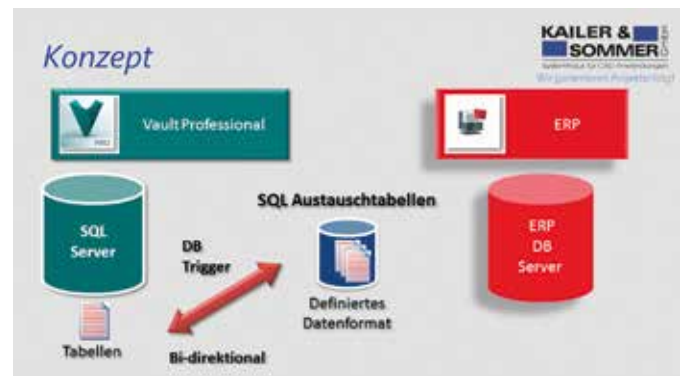 Konzept
KAILER &
SOMMER
GMBH
Vault Professional
ERP
SQL
Server
SQL Austauschtabellen
DB
Trigger
Definiertes
Datenformat
ERP
DB
Server
Tabellen
Bi-direktional